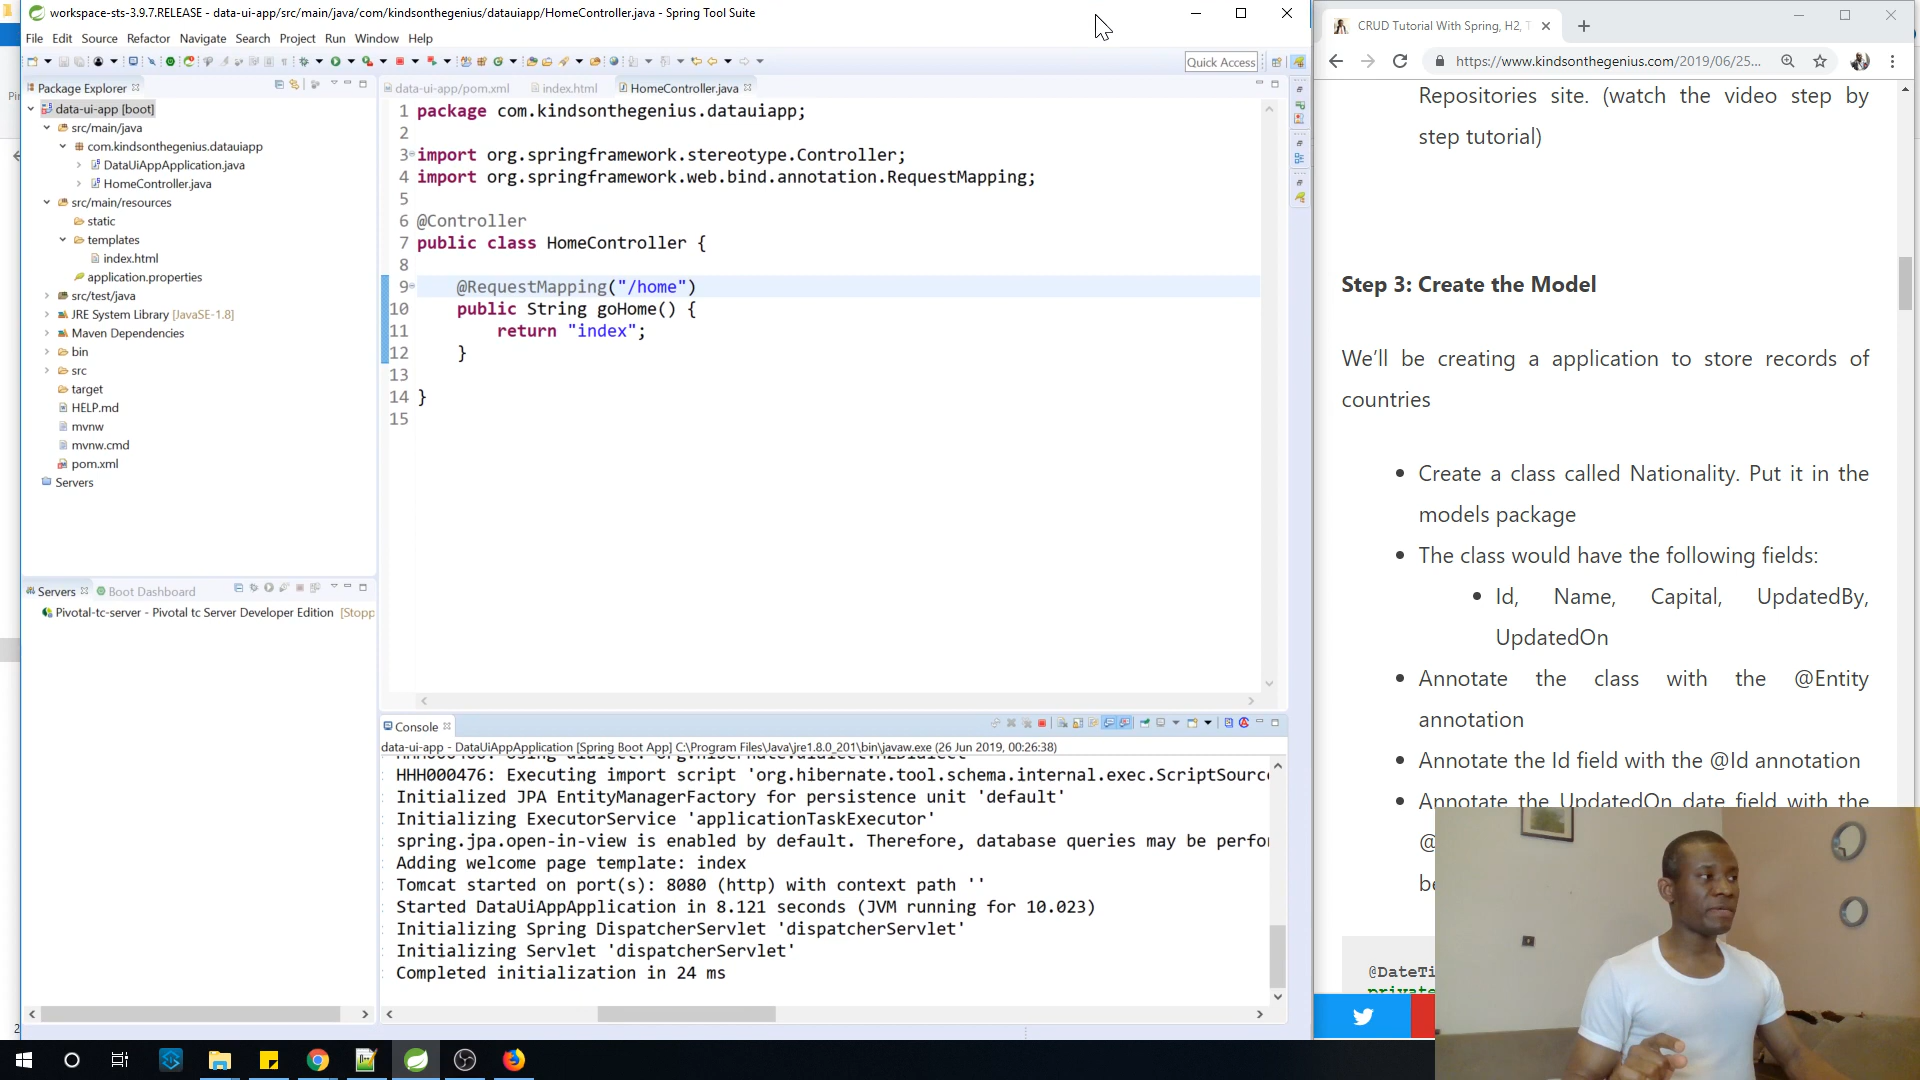 workspace-sts-3.9.7.RELEASE - data-ui-app/src/main/java/com/kindsonthegenius/datauiapp/HomeController.java - Spring Tool Suite
File Edit Source Refactor Navigate Search Project Run Window Help
Quick Access
Package Explorer
data-ui-app [boot]
src/main/java
com.kindsonthegenius.datauiapp
DataUiAppApplication.java
HomeController.java
src/main/resources
static
templates
index.html
application.properties
src/test/java
JRE System Library [JavaSE-1.8]
Maven Dependencies
bin
src
target
HELP.md
mvnw
mvnw.cmd
pom.xml
Servers
Servers Boot Dashboard
Pivotal-tc-server - Pivotal tc Server Developer Edition [Stopp
data-ui-app/pom.xml index.html HomeController.java
1 package com.kindsonthegenius.datauiapp;
2
3 import org.springframework.stereotype.Controller;
4 import org.springframework.web.bind.annotation.RequestMapping;
5
6 @Controller
7 public class HomeController {
8
9 @RequestMapping("/home")
10 public String goHome() {
11 return "index";
12 }
13
14 }
15
Console
data-ui-app - DataUiAppApplication [Spring Boot App] C:\Program Files\Java\jre1.8.0_201\bin\javaw.exe (26 Jun 2019, 00:26:38)
HHH000476: Executing import script 'org.hibernate.tool.schema.internal.exec.ScriptSource
Initialized JPA EntityManagerFactory for persistence unit 'default'
Initializing ExecutorService 'applicationTaskExecutor'
spring.jpa.open-in-view is enabled by default. Therefore, database queries may be perfor
Adding welcome page template: index
Tomcat started on port(s): 8080 (http) with context path ''
Started DataUiAppApplication in 8.121 seconds (JVM running for 10.023)
Initializing Spring DispatcherServlet 'dispatcherServlet'
Initializing Servlet 'dispatcherServlet'
Completed initialization in 24 ms
CRUD Tutorial With Spring, H2, T
https://www.kindsonthegenius.com/2019/06/25...
Repositories site. (watch the video step by
step tutorial)
Step 3: Create the Model
We'll be creating a application to store records of
countries
Create a class called Nationality. Put it in the
models package
The class would have the following fields:
Id, Name, Capital, UpdatedBy,
UpdatedOn
Annotate the class with the @Entity
annotation
Annotate the Id field with the @Id annotation
Annotate the UpdatedOn date field with the
@
be
@DateTi
private